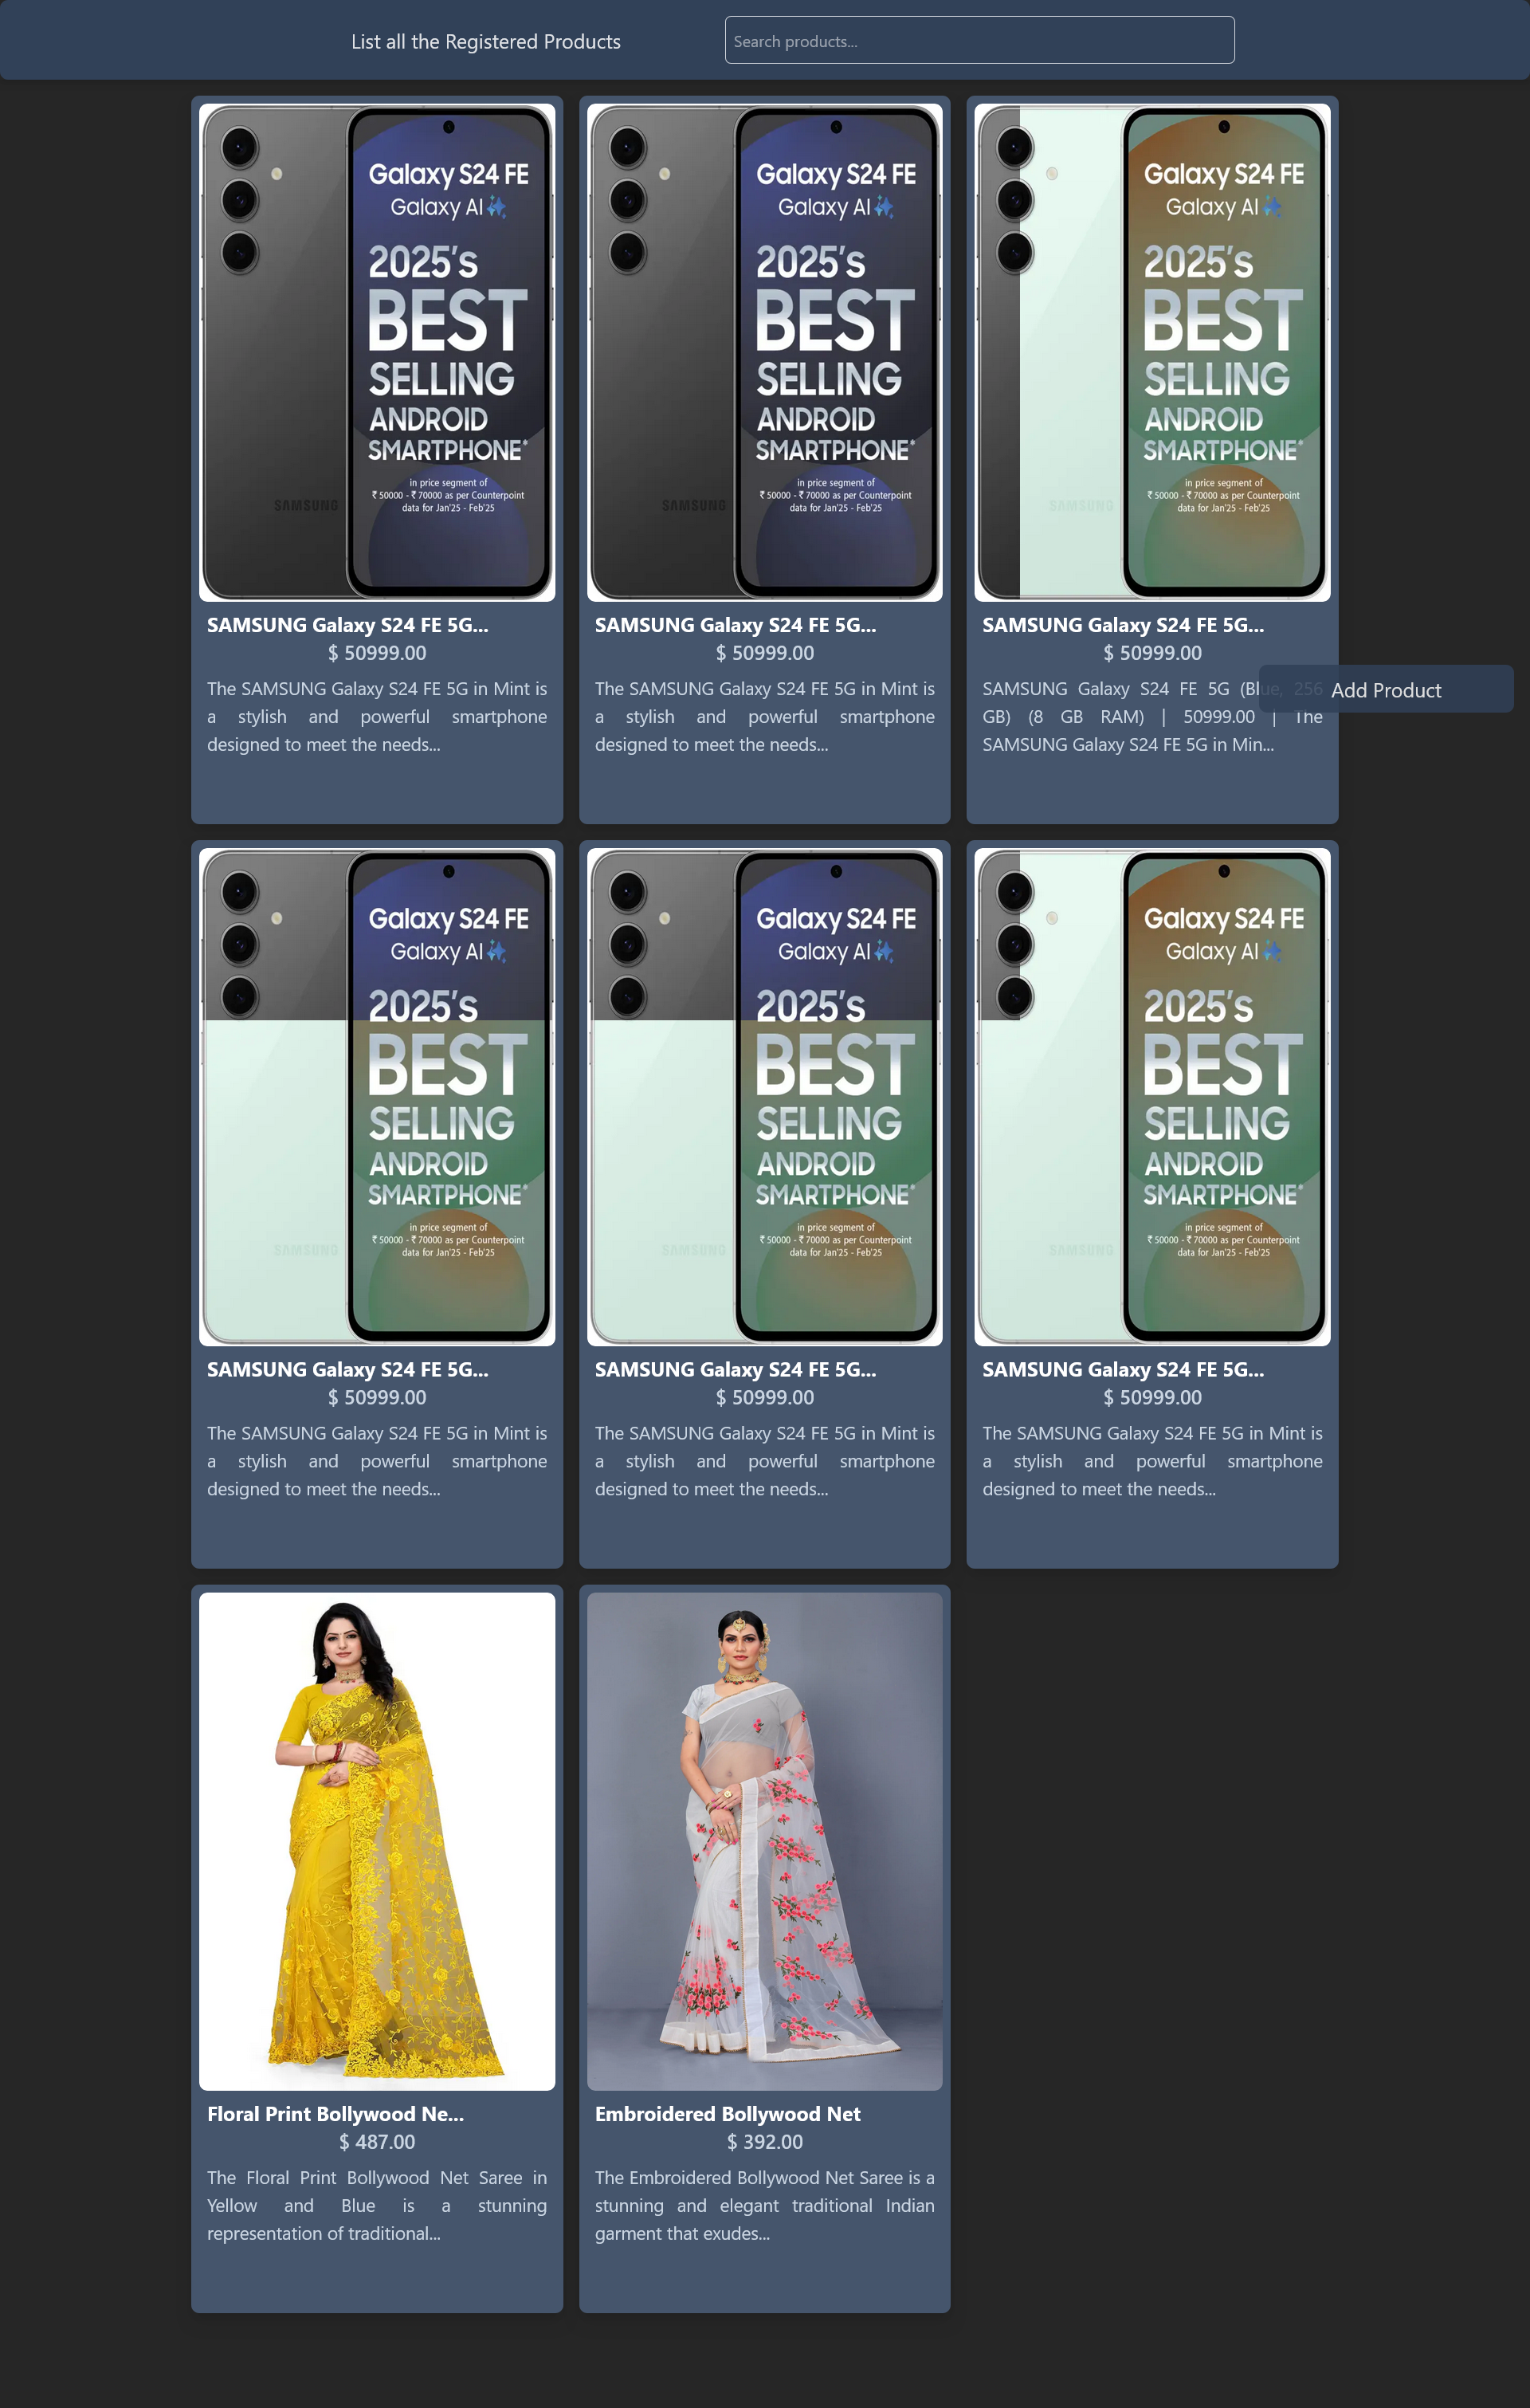 List all the Registered Products
Search products...
Galaxy S24 FE
Galaxy AI
2025's
BEST
SELLING
ANDROID
SMARTPHONE*
in price segment of
₹ 50000 - ₹ 70000 as per Counterpoint
data for Jan'25 - Feb'25
SAMSUNG
SAMSUNG Galaxy S24 FE 5G...
$ 50999.00
The SAMSUNG Galaxy S24 FE 5G in Mint is
a stylish and powerful smartphone
designed to meet the needs...
Galaxy S24 FE
Galaxy AI
2025's
BEST
SELLING
ANDROID
SMARTPHONE*
in price segment of
₹ 50000 - ₹ 70000 as per Counterpoint
data for Jan'25 - Feb'25
SAMSUNG
SAMSUNG Galaxy S24 FE 5G...
$ 50999.00
The SAMSUNG Galaxy S24 FE 5G in Mint is
a stylish and powerful smartphone
designed to meet the needs...
Galaxy S24 FE
Galaxy AI
2025's
BEST
SELLING
ANDROID
SMARTPHONE*
in price segment of
₹ 50000 - ₹ 70000 as per Counterpoint
data for Jan'25 - Feb'25
SAMSUNG
SAMSUNG Galaxy S24 FE 5G...
$ 50999.00
SAMSUNG Galaxy S24 FE 5G (Blue, 256
GB) (8 GB RAM) | 50999.00 | The
SAMSUNG Galaxy S24 FE 5G in Min...
Add Product
Galaxy S24 FE
Galaxy AI
2025's
BEST
SELLING
ANDROID
SMARTPHONE*
in price segment of
₹ 50000 - ₹ 70000 as per Counterpoint
data for Jan'25 - Feb'25
SAMSUNG
SAMSUNG Galaxy S24 FE 5G...
$ 50999.00
The SAMSUNG Galaxy S24 FE 5G in Mint is
a stylish and powerful smartphone
designed to meet the needs...
Galaxy S24 FE
Galaxy AI
2025's
BEST
SELLING
ANDROID
SMARTPHONE*
in price segment of
₹ 50000 - ₹ 70000 as per Counterpoint
data for Jan'25 - Feb'25
SAMSUNG
SAMSUNG Galaxy S24 FE 5G...
$ 50999.00
The SAMSUNG Galaxy S24 FE 5G in Mint is
a stylish and powerful smartphone
designed to meet the needs...
Galaxy S24 FE
Galaxy AI
2025's
BEST
SELLING
ANDROID
SMARTPHONE*
in price segment of
₹ 50000 - ₹ 70000 as per Counterpoint
data for Jan'25 - Feb'25
SAMSUNG
SAMSUNG Galaxy S24 FE 5G...
$ 50999.00
The SAMSUNG Galaxy S24 FE 5G in Mint is
a stylish and powerful smartphone
designed to meet the needs...
Floral Print Bollywood Ne...
$ 487.00
The Floral Print Bollywood Net Saree in
Yellow and Blue is a stunning
representation of traditional...
Embroidered Bollywood Net
$ 392.00
The Embroidered Bollywood Net Saree is a
stunning and elegant traditional Indian
garment that exudes...